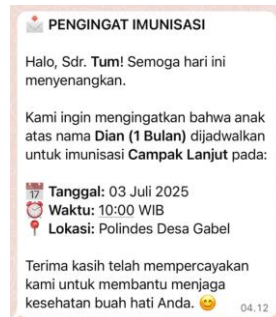 📩 PENGINGAT IMUNISASI
Halo, Sdr. Tum! Semoga hari ini
menyenangkan.
Kami ingin mengingatkan bahwa anak
atas nama Dian (1 Bulan) dijadwalkan
untuk imunisasi Campak Lanjut pada:
📅 Tanggal: 03 Juli 2025
⏰ Waktu: 10:00 WIB
📍 Lokasi: Polindes Desa Gabel
Terima kasih telah mempercayakan
kami untuk membantu menjaga
kesehatan buah hati Anda. 😊
04.12